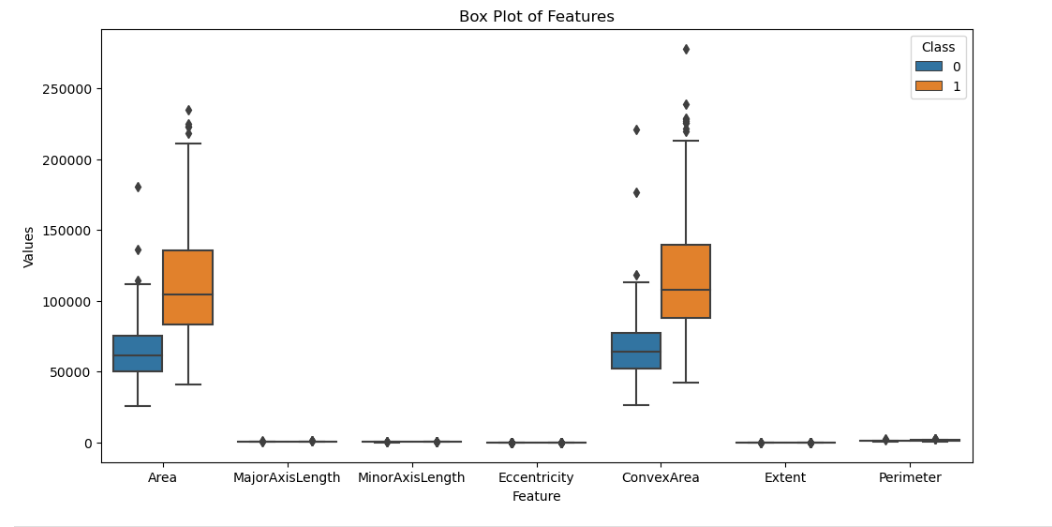 Box Plot of Features
Class
0
1
250000
200000
150000
100000
50000
0
Values
Area MajorAxisLength MinorAxisLength Eccentricity ConvexArea Extent Perimeter
Feature